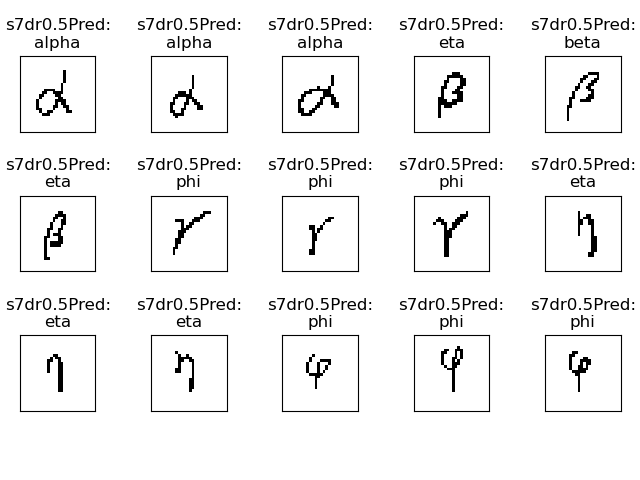 s7dr0.5Pred: s7dr0.5Pred: s7dr0.5Pred: s7dr0.5Pred: s7dr0.5Pred:
alpha alpha alpha eta beta
α α α β β
s7dr0.5Pred: s7dr0.5Pred: s7dr0.5Pred: s7dr0.5Pred: s7dr0.5Pred:
eta phi phi phi eta
β γ γ γ η
s7dr0.5Pred: s7dr0.5Pred: s7dr0.5Pred: s7dr0.5Pred: s7dr0.5Pred:
eta eta phi phi phi
η η φ φ φ